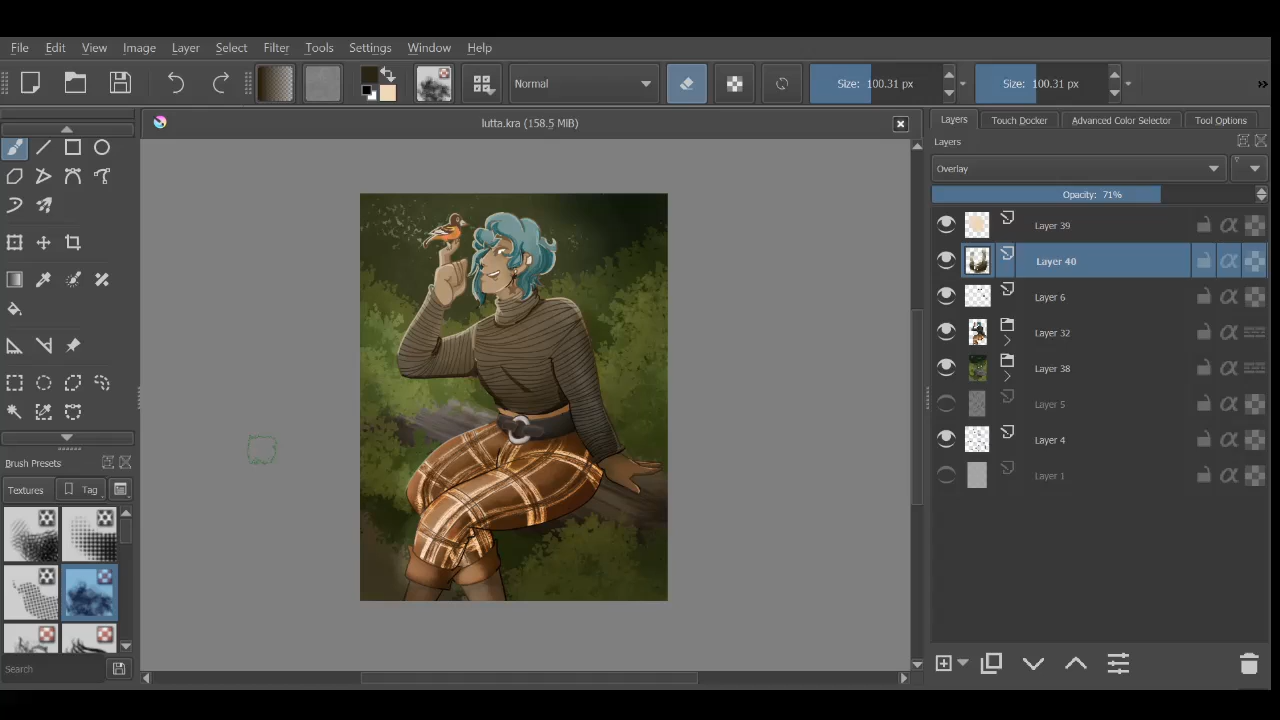 File Edit View Image Layer Select Filter Tools Settings Window Help
Normal Size: 100.31 px Size: 100.31 px
lutta.kra (158.5 MiB)
Layers Touch Docker Advanced Color Selector Tool Options
Layers
Overlay
Opacity: 71%
Layer 39
Layer 40
Layer 6
Layer 32
Layer 38
Layer 5
Layer 4
Layer 1
Brush Presets
Textures Tag
Search